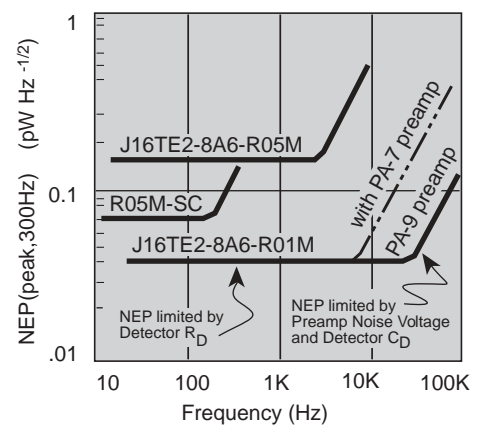 1
0.1
.01
NEP(peak,300Hz) (pW Hz -1/2)
J16TE2-8A6-R05M
R05M-SC
J16TE2-8A6-R01M
with PA-7 preamp
PA-9 preamp
NEP limited by
Detector RD
NEP limited by
Preamp Noise Voltage
and Detector CD
10 100 1K 10K 100K
Frequency (Hz)